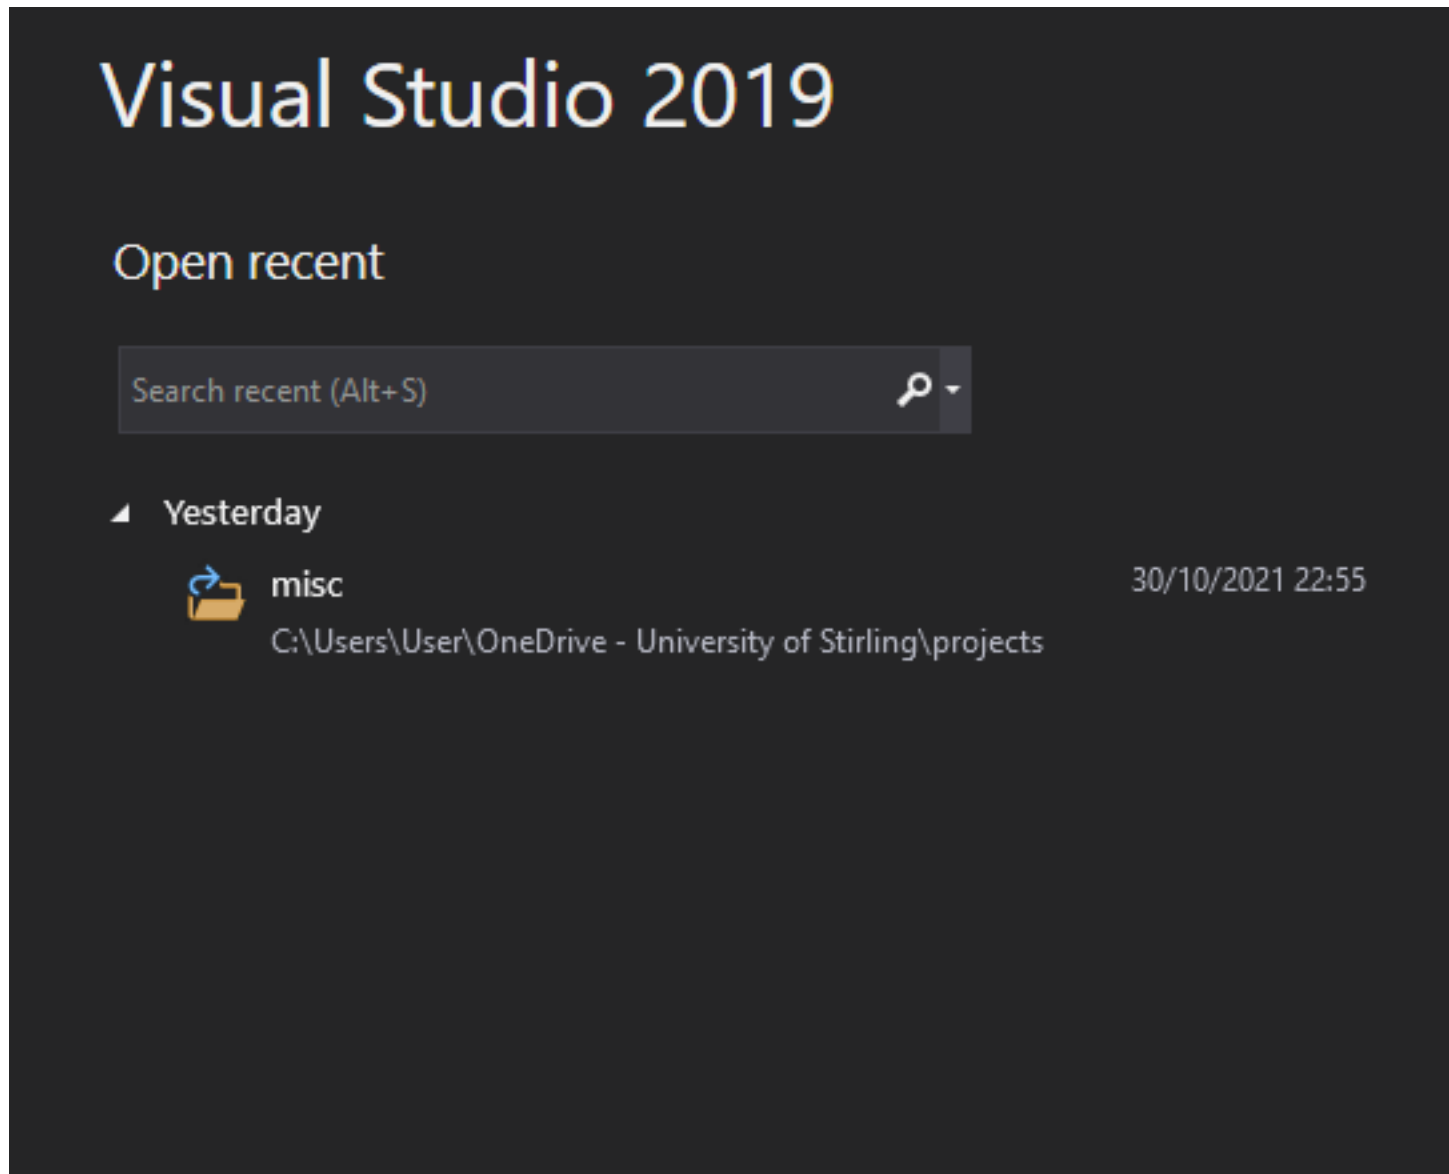 Visual Studio 2019
Open recent
Search recent (Alt+S)
Yesterday
misc 30/10/2021 22:55
C:\Users\User\OneDrive - University of Stirling\projects